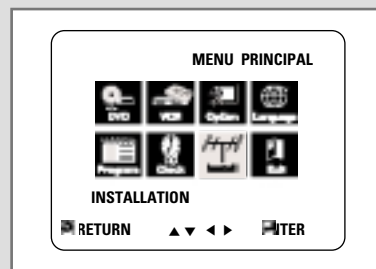 MENU PRINCIPAL
DVD VCR Option Language
Program Clock Install Exit
INSTALLATION
RETURN ▲▼ ◄ ► ITER